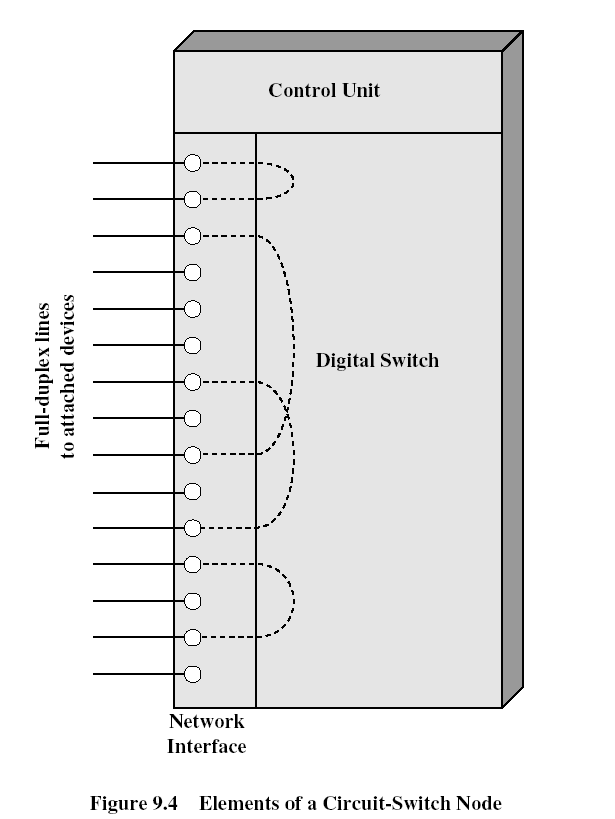 Control Unit
Full-duplex lines
to attached devices
Digital Switch
Network
Interface
Figure 9.4 Elements of a Circuit-Switch Node